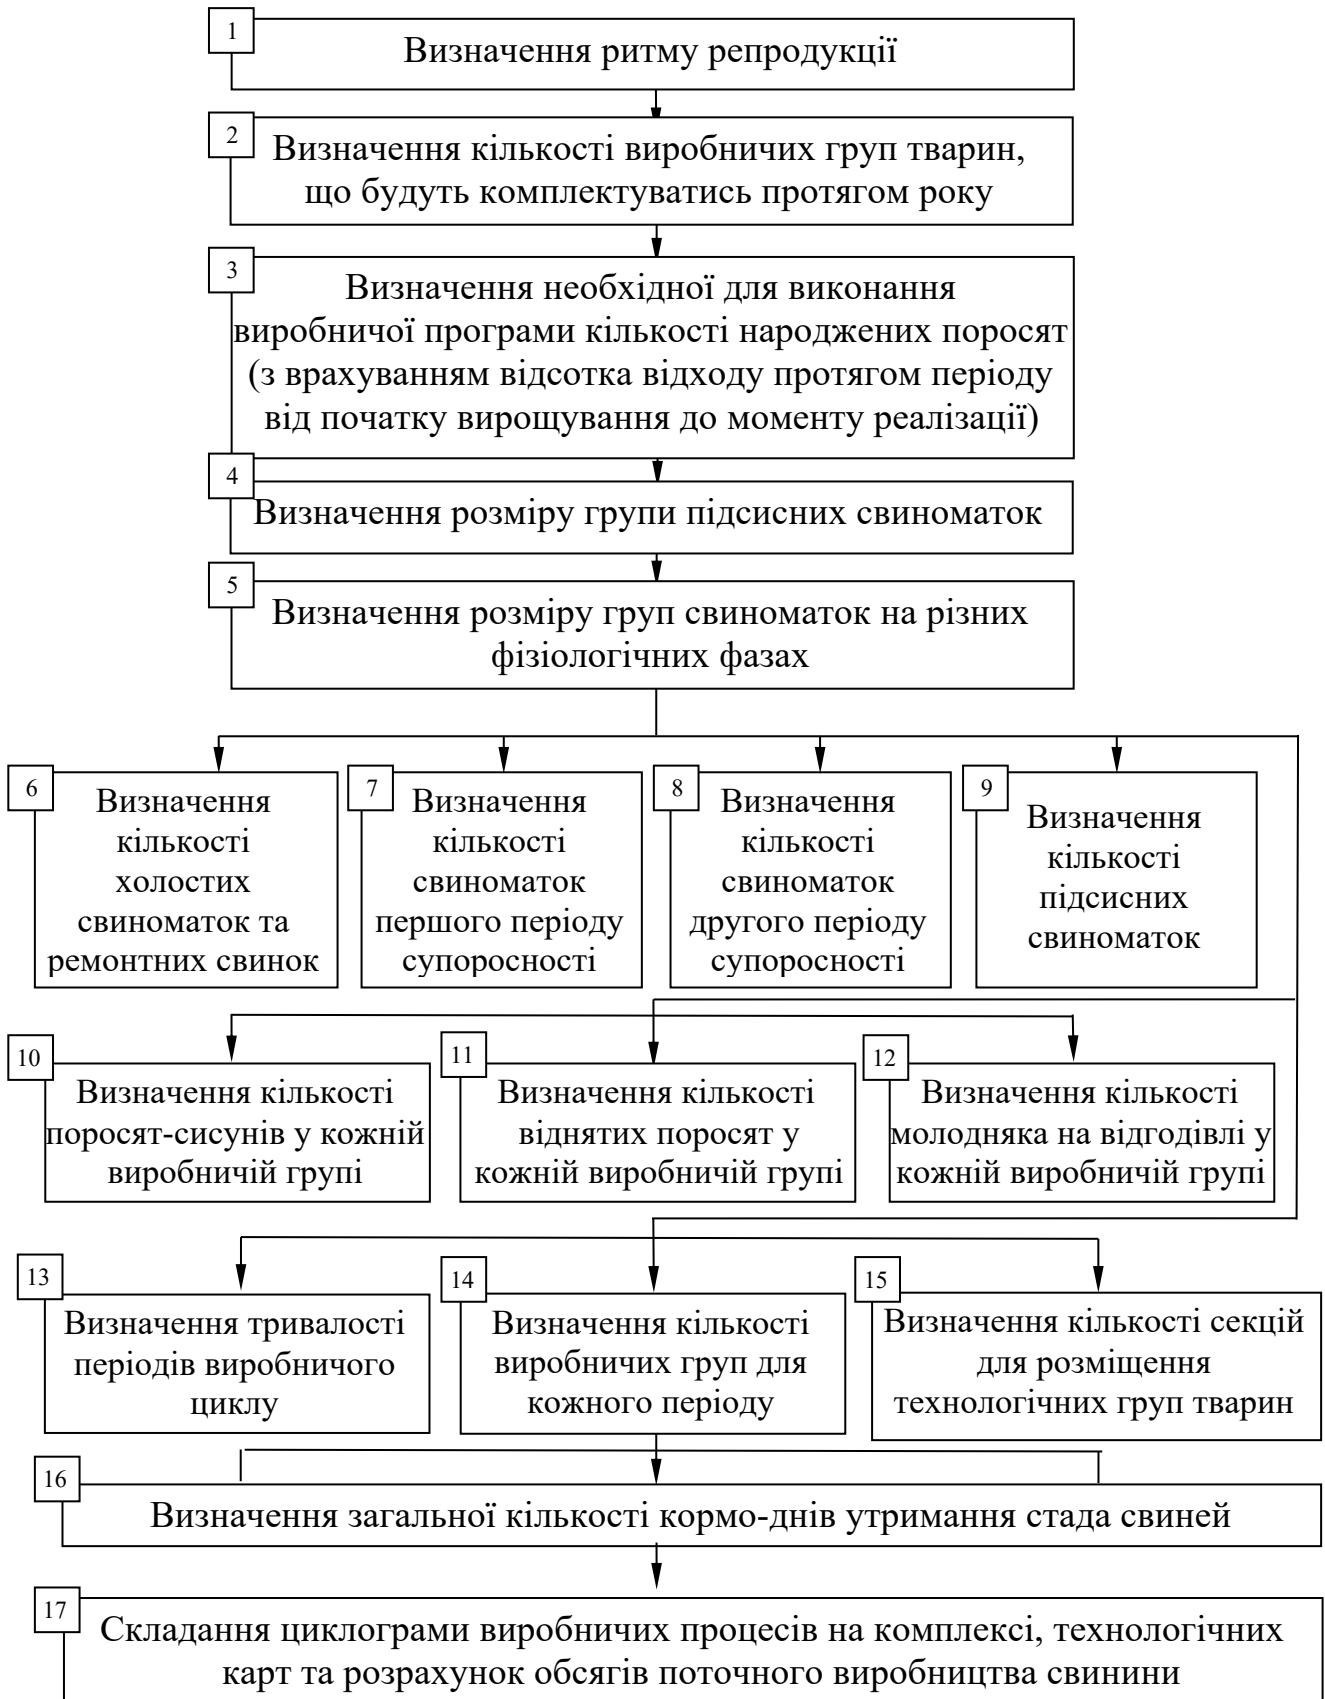 1
Визначення ритму репродукції
2
Визначення кількості виробничих груп тварин,
що будуть комплектуватись протягом року
3
Визначення необхідної для виконання
виробничої програми кількості народжених поросят
(з врахуванням відсотка відходу протягом періоду
від початку вирощування до моменту реалізації)
4
Визначення розміру групи підсисних свиноматок
5
Визначення розміру груп свиноматок на різних
фізіологічних фазах
6
Визначення
кількості
холостих
свиноматок та
ремонтних свинок
7
Визначення
кількості
свиноматок
першого періоду
супоросності
8
Визначення
кількості
свиноматок
другого періоду
супоросності
9
Визначення
кількості
підсисних
свиноматок
10
Визначення кількості
поросят-сисунів у кожній
виробничій групі
11
Визначення кількості
віднятих поросят у
кожній виробничій групі
12
Визначення кількості
молодняка на відгодівлі у
кожній виробничій групі
13
Визначення тривалості
періодів виробничого
циклу
14
Визначення кількості
виробничих груп для
кожного періоду
15
Визначення кількості секцій
для розміщення
технологічних груп тварин
16
Визначення загальної кількості кормо-днів утримання стада свиней
17
Складання циклограми виробничих процесів на комплексі, технологічних
карт та розрахунок обсягів поточного виробництва свинини